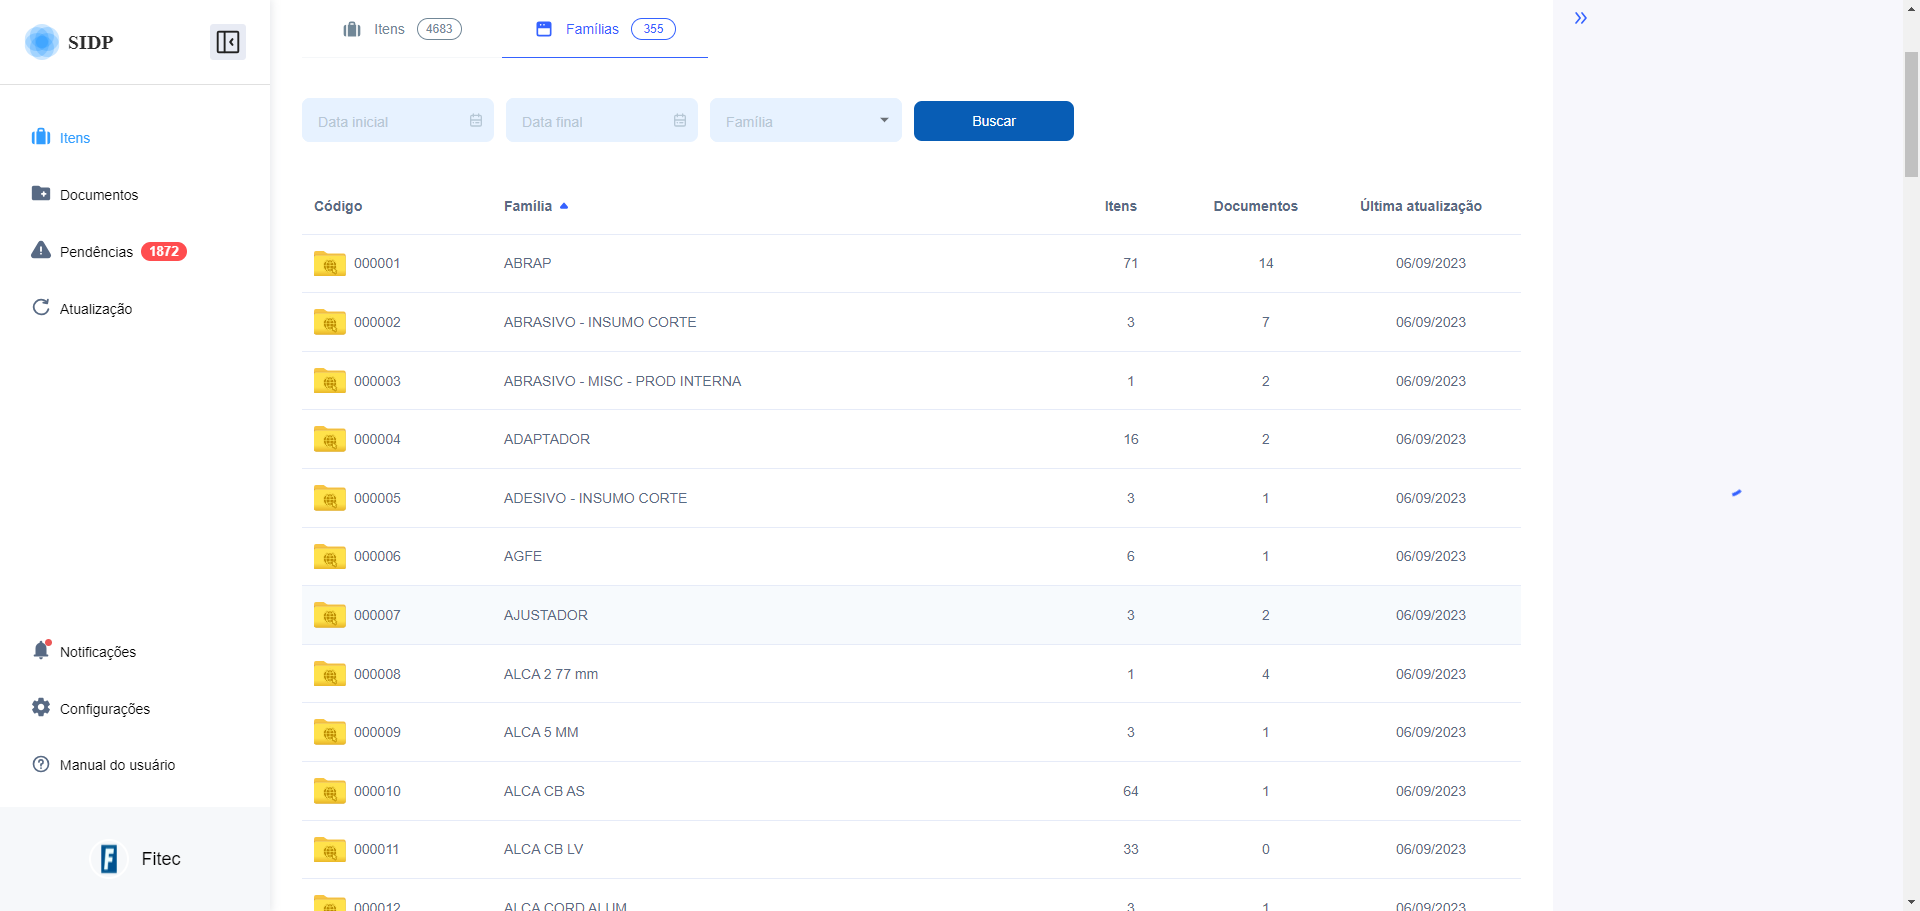 SIDP
Itens
Documentos
Pendências 1872
Atualização
Notificações
Configurações
Manual do usuário
Fitec
Itens 4683 Famílias 355
Data inicial Data final Família Buscar
Código Família Itens Documentos Última atualização
000001 ABRAP 71 14 06/09/2023
000002 ABRASIVO - INSUMO CORTE 3 7 06/09/2023
000003 ABRASIVO - MISC - PROD INTERNA 1 2 06/09/2023
000004 ADAPTADOR 16 2 06/09/2023
000005 ADESIVO - INSUMO CORTE 3 1 06/09/2023
000006 AGFE 6 1 06/09/2023
000007 AJUSTADOR 3 2 06/09/2023
000008 ALCA 2 77 mm 1 4 06/09/2023
000009 ALCA 5 MM 3 1 06/09/2023
000010 ALCA CB AS 64 1 06/09/2023
000011 ALCA CB LV 33 0 06/09/2023
000012 ALCA CORD ALUM 3 1 06/09/2023